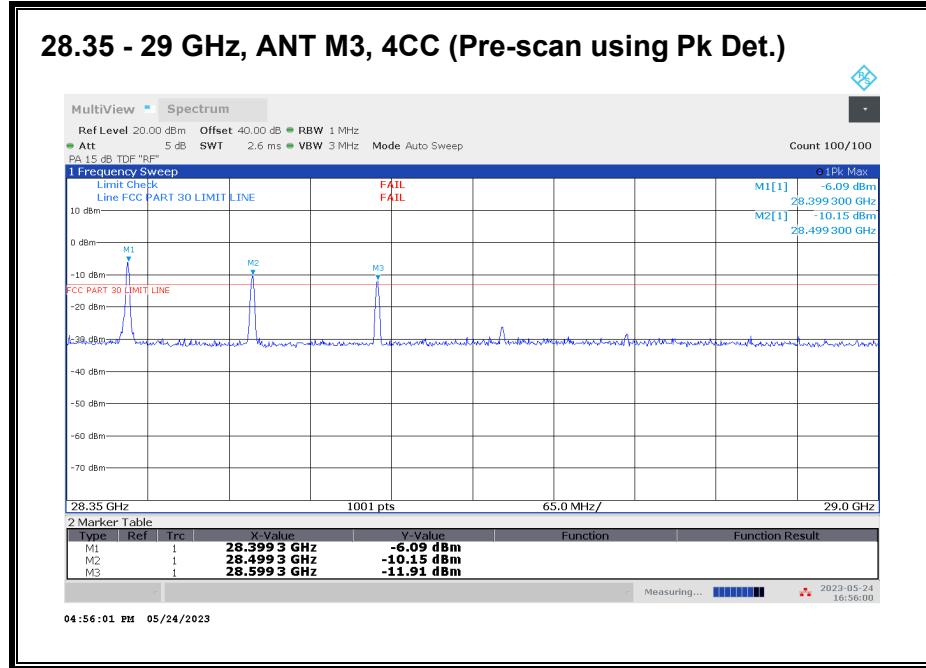 28.35 - 29 GHz, ANT M3, 4CC (Pre-scan using Pk Det.)
R S
MultiView Spectrum
Ref Level 20.00 dBm Offset 40.00 dB RBW 1 MHz
Att 5 dB SWT 2.6 ms VBW 3 MHz Mode Auto Sweep Count 100/100
PA 15 dB TDF "RF"
1 Frequency Sweep 1Pk Max
Limit Check FAIL M1[1] -6.09 dBm
Line FCC PART 30 LIMIT LINE FAIL 28.399 300 GHz
10 dBm M2[1] -10.15 dBm
28.499 300 GHz
0 dBm
M1
M2
M3
-10 dBm
FCC PART 30 LIMIT LINE
-20 dBm
-30 dBm
-40 dBm
-50 dBm
-60 dBm
-70 dBm
28.35 GHz 1001 pts 65.0 MHz/ 29.0 GHz
2 Marker Table
Type Ref Trc X-Value Y-Value Function Function Result
M1 1 28.399 3 GHz -6.09 dBm
M2 1 28.499 3 GHz -10.15 dBm
M3 1 28.599 3 GHz -11.91 dBm
Measuring... 2023-05-24
16:56:00
04:56:01 PM 05/24/2023